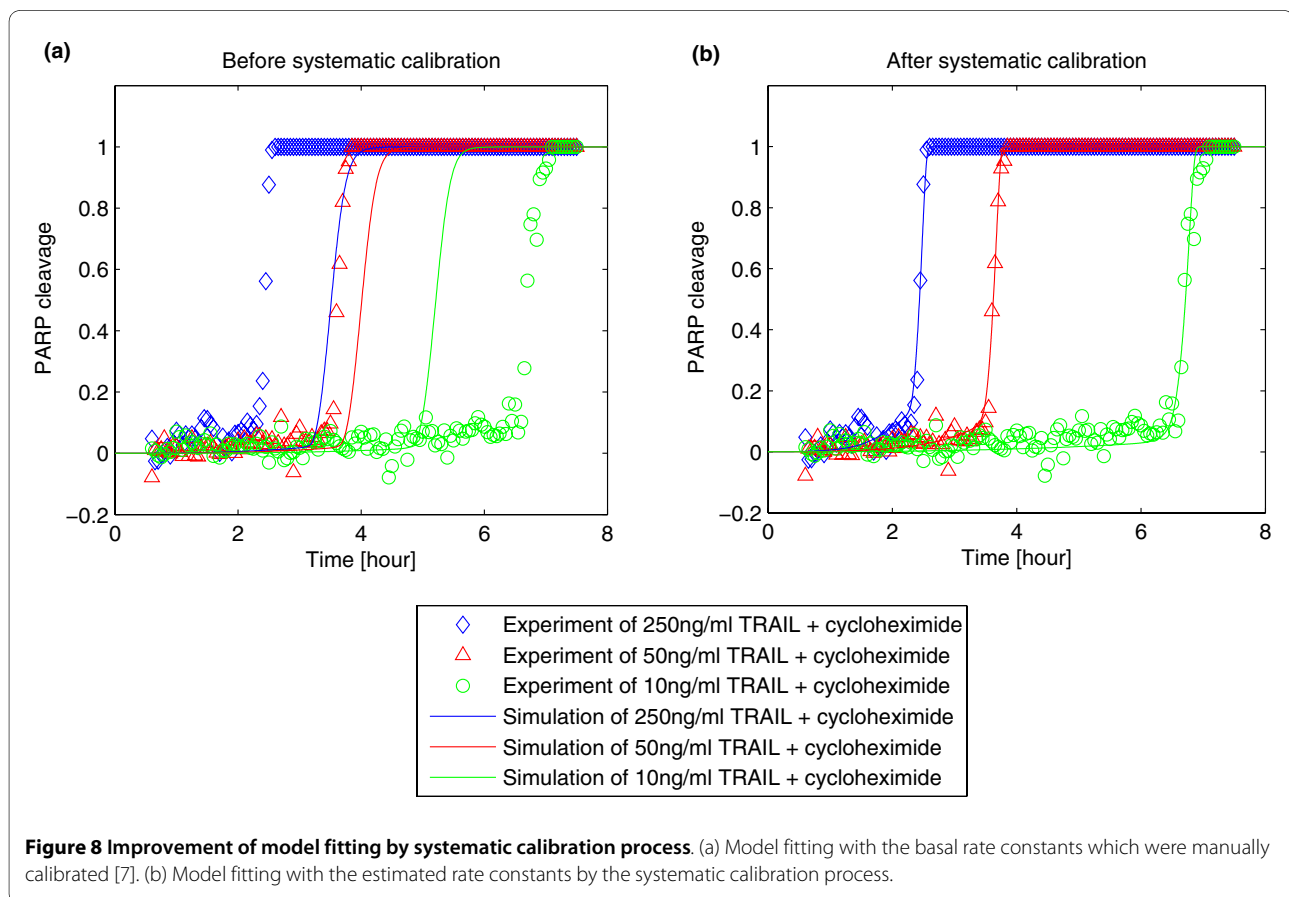 (a)
Before systematic calibration
PARP cleavage
1
0.8
0.6
0.4
0.2
0
−0.2
0 2 4 6 8
Time [hour]
(b)
After systematic calibration
PARP cleavage
1
0.8
0.6
0.4
0.2
0
−0.2
0 2 4 6 8
Time [hour]
Experiment of 250ng/ml TRAIL + cycloheximide
Experiment of 50ng/ml TRAIL + cycloheximide
Experiment of 10ng/ml TRAIL + cycloheximide
Simulation of 250ng/ml TRAIL + cycloheximide
Simulation of 50ng/ml TRAIL + cycloheximide
Simulation of 10ng/ml TRAIL + cycloheximide
Figure 8 Improvement of model fitting by systematic calibration process. (a) Model fitting with the basal rate constants which were manually
calibrated [7]. (b) Model fitting with the estimated rate constants by the systematic calibration process.